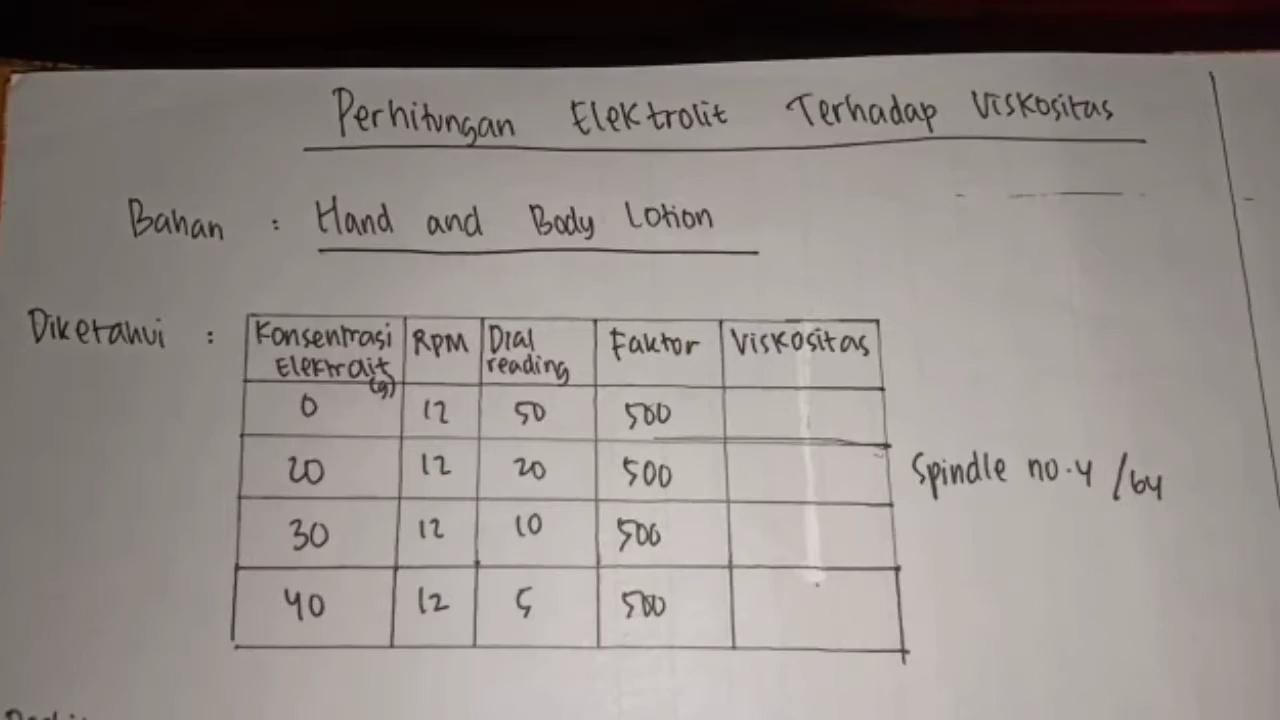 Perhitungan Elektrolit Terhadap Viskositas
Bahan : Hand and Body Lotion
Diketahui :
Konsentrasi Elektrolit (g) RPM Dial reading Faktor Viskositas
0 12 50 500
20 12 20 500
30 12 10 500
40 12 5 500
Spindle no.4 /64